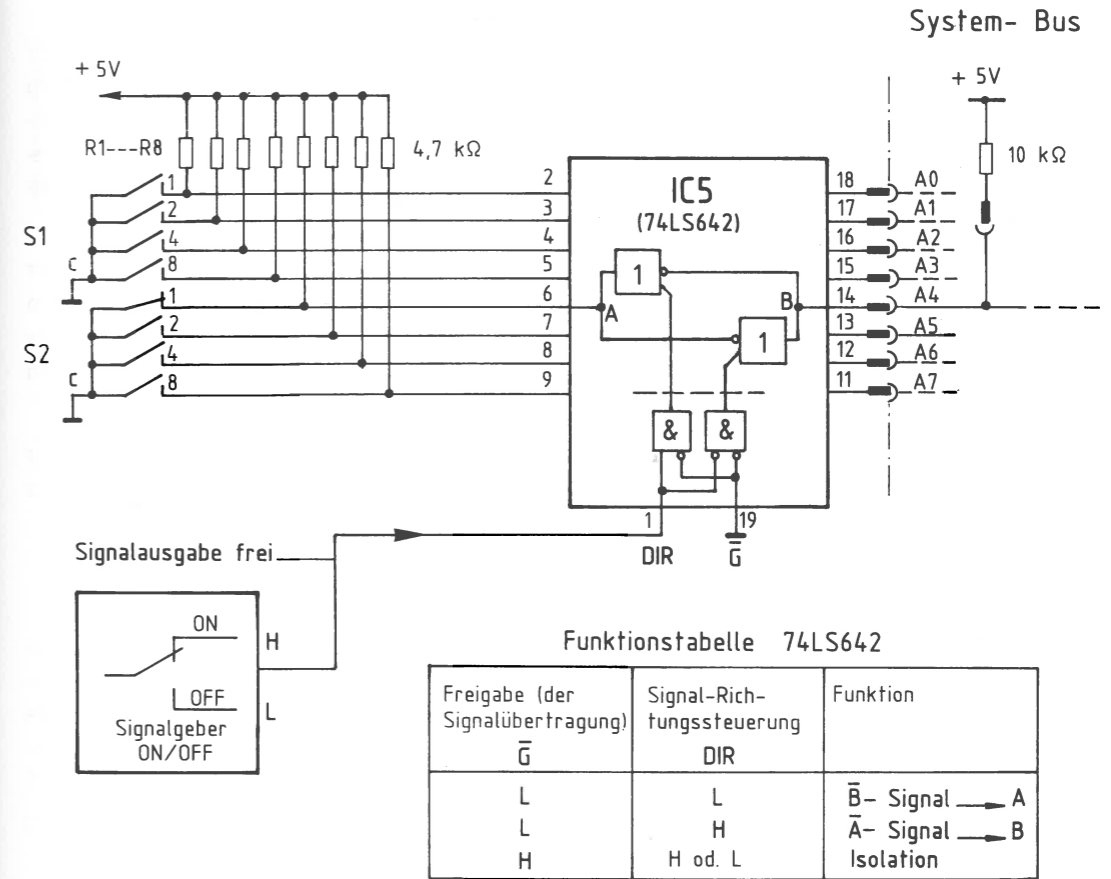 System- Bus
+ 5V
+ 5V
R1---R8
4,7 kΩ
10 kΩ
IC5
(74LS642)
S1
1
2
4
8
C
S2
1
2
4
8
C
2
3
4
5
6
7
8
9
1
1
A
B
&
&
18
17
16
15
14
13
12
11
A0
A1
A2
A3
A4
A5
A6
A7
1
19
DIR
G̅
Signalausgabe frei
ON
OFF
H
L
Signalgeber
ON/OFF
Funktionstabelle 74LS642
Freigabe (der
Signalübertragung)
G̅
Signal-Rich-
tungssteuerung
DIR
Funktion
L L B̅- Signal → A
L H A̅- Signal → B
H H od. L Isolation